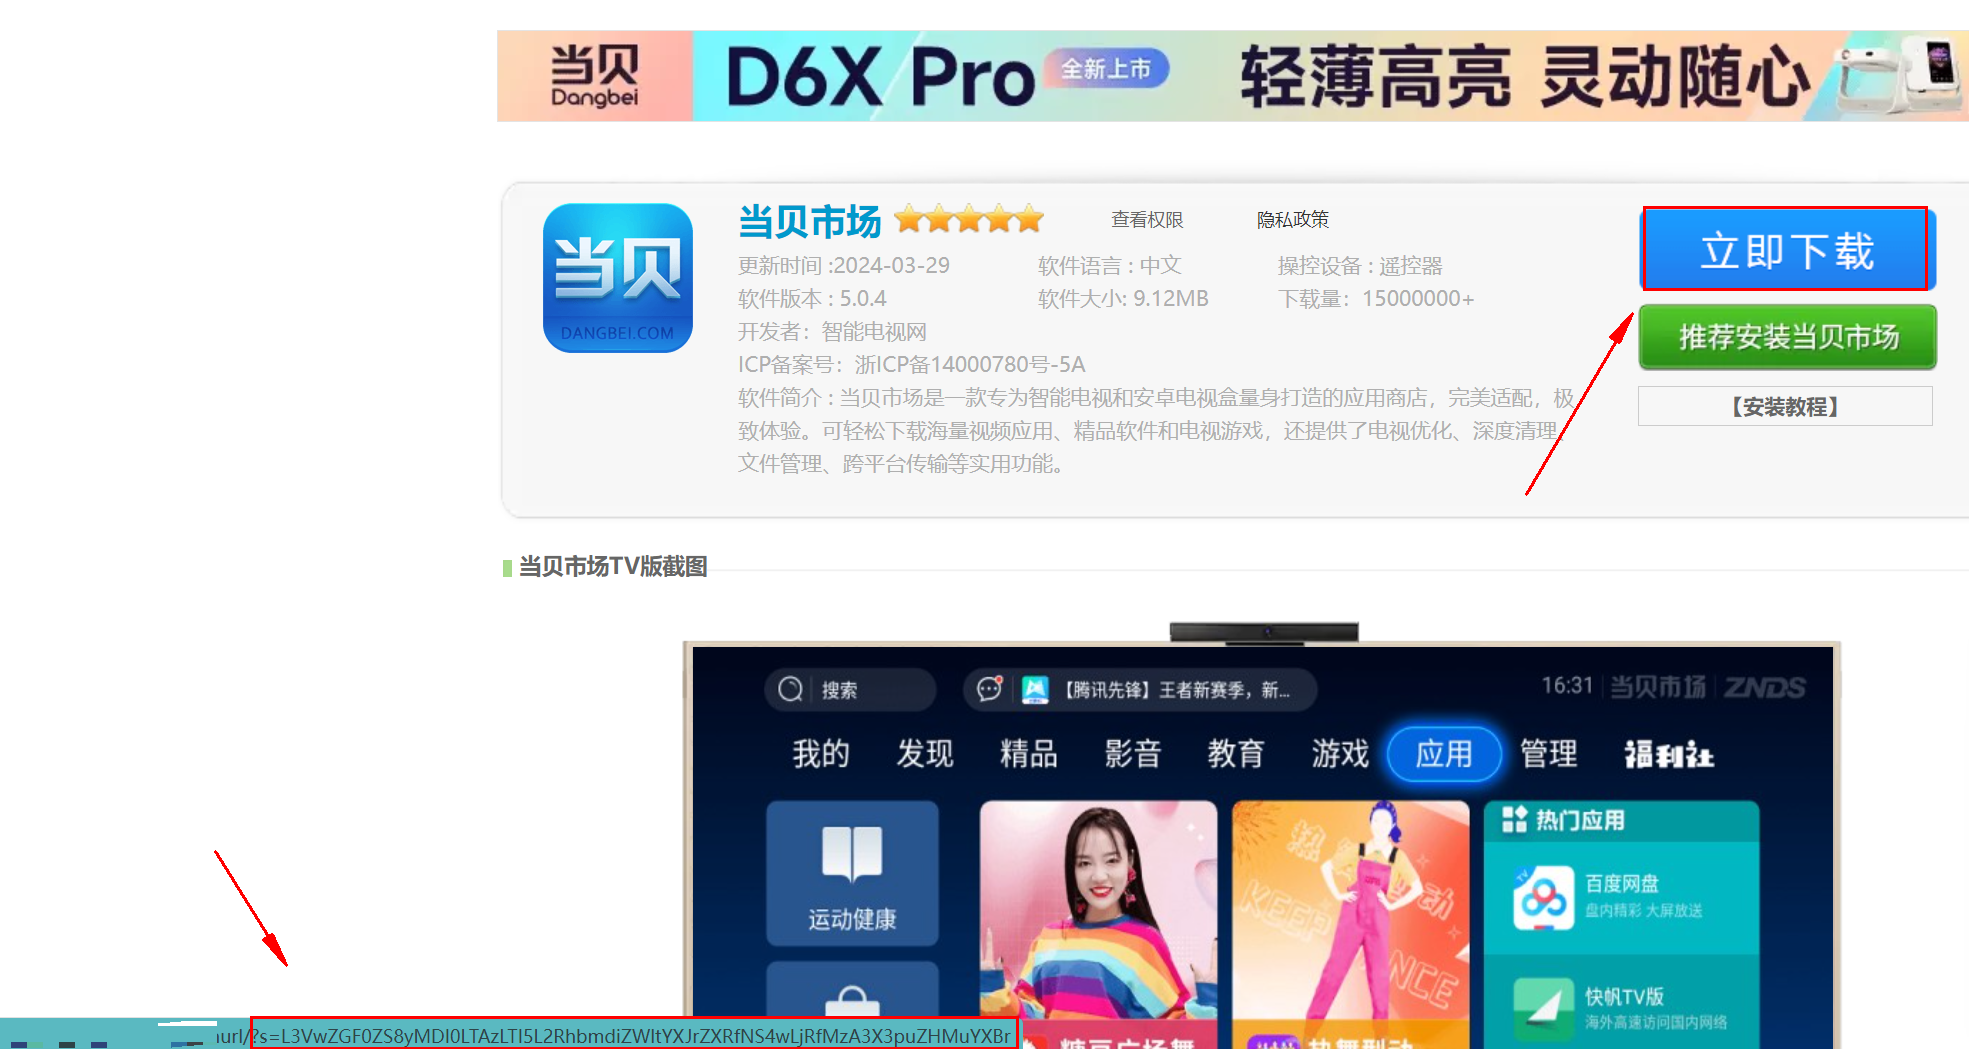 当贝
Dangbei
D6X Pro
全新上市
轻薄高亮 灵动随心
当贝
DANGBEI.COM
当贝市场
查看权限
隐私政策
更新时间 :2024-03-29
软件语言 : 中文
操控设备 : 遥控器
软件版本 : 5.0.4
软件大小: 9.12MB
下载量：15000000+
开发者：智能电视网
ICP备案号：浙ICP备14000780号-5A
软件简介 : 当贝市场是一款专为智能电视和安卓电视盒量身打造的应用商店，完美适配，极
致体验。可轻松下载海量视频应用、精品软件和电视游戏，还提供了电视优化、深度清理、
文件管理、跨平台传输等实用功能。
立即下载
推荐安装当贝市场
【安装教程】
当贝市场TV版截图
搜索
【腾讯先锋】王者新赛季，新...
16:31
当贝市场
ZNDS
我的
发现
精品
影音
教育
游戏
应用
管理
福利社
运动健康
热
动
KEEP
NCE
热门应用
TV
百度网盘
盘内精彩 大屏放送
快帆TV版
海外高速访问国内网络
url/?s=L3VwZGF0ZS8yMDI0LTAzLTI5L2RhbmdiZWltYXJrZXRfNS4wLjRfMzA3X3puZHMuYXBr
糖豆广场舞